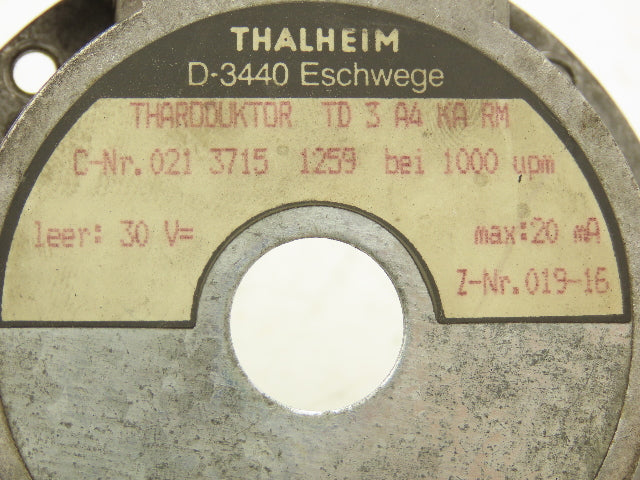 THALHEIM
D-3440 Eschwege
THARDDUKTOR TD 3 A4 KA/RM
C-Nr.021 3715 1259 bei 1000 upm
leer: 30 V= max:20 mA
Z-Nr.019-16